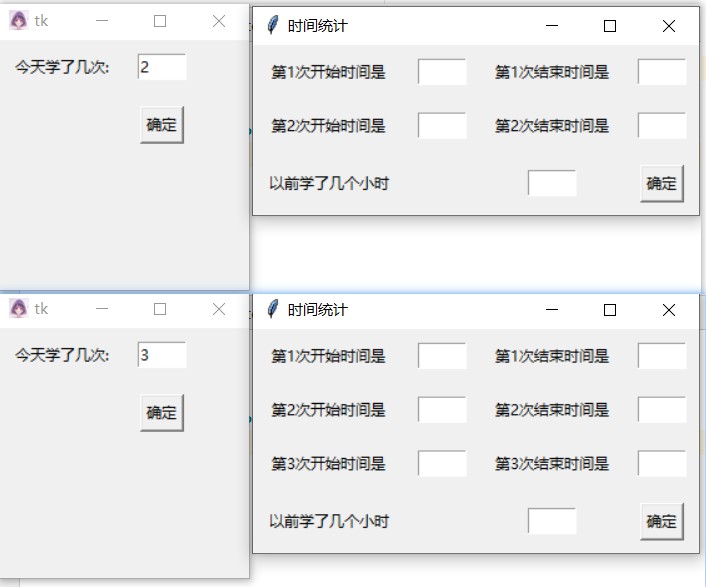 tk
今天学了几次: 2
确定
时间统计
第1次开始时间是 第1次结束时间是
第2次开始时间是 第2次结束时间是
以前学了几个小时 确定
tk
今天学了几次: 3
确定
时间统计
第1次开始时间是 第1次结束时间是
第2次开始时间是 第2次结束时间是
第3次开始时间是 第3次结束时间是
以前学了几个小时 确定